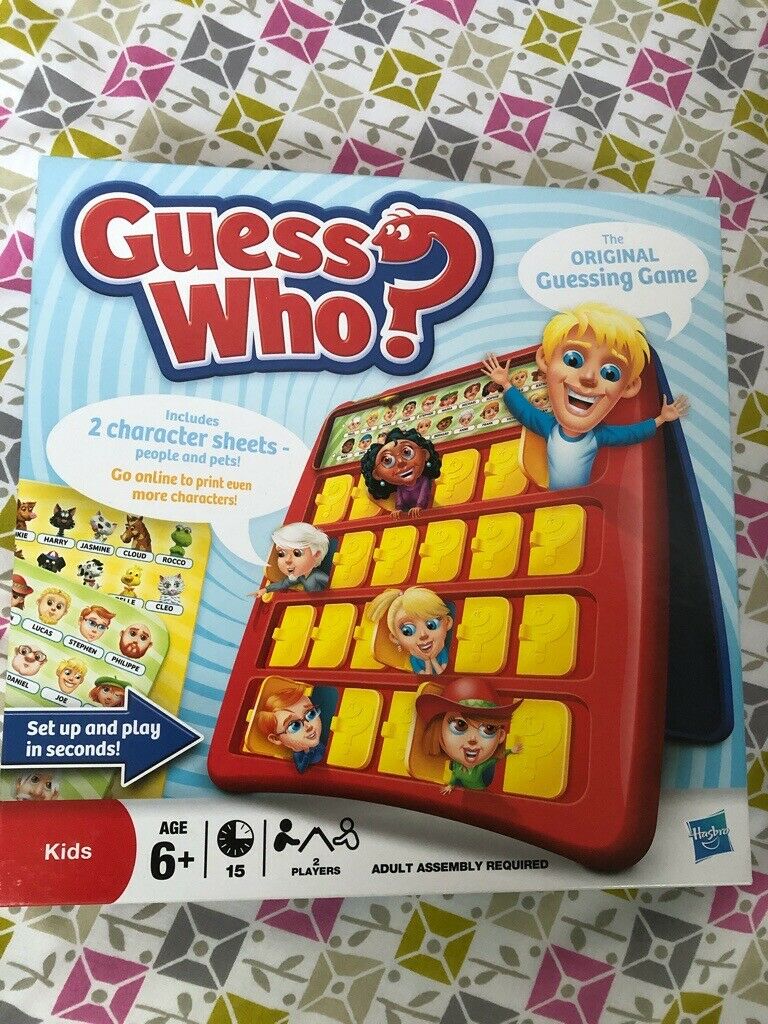 Guess
Who?
The
ORIGINAL
Guessing Game
Includes
2 character sheets -
people and pets!
Go online to print even
more characters!
HARRY
JASMINE
CLOUD
ROCCO
CLEO
LUCAS
STEPHEN
PHILIPPE
DANIEL
JOE
Set up and play
in seconds!
Kids
AGE
6+
15
2
PLAYERS
ADULT ASSEMBLY REQUIRED
Hasbro